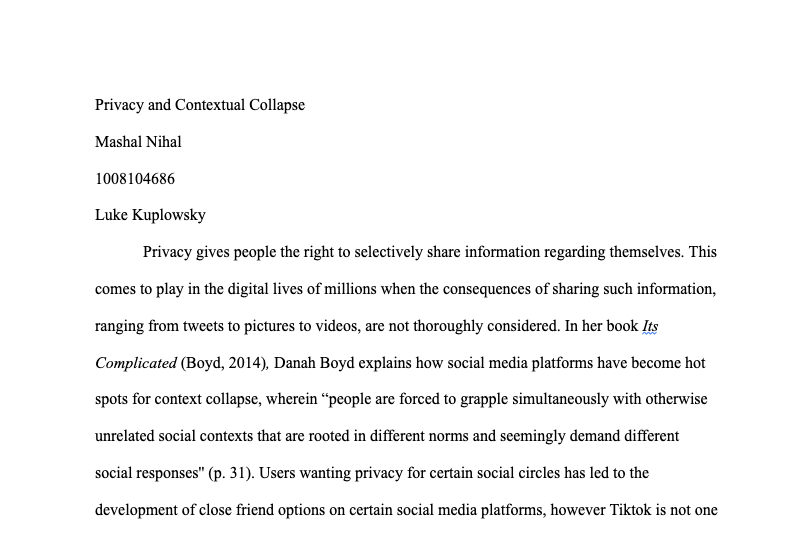 Privacy and Contextual Collapse
Mashal Nihal
1008104686
Luke Kuplowsky
Privacy gives people the right to selectively share information regarding themselves. This
comes to play in the digital lives of millions when the consequences of sharing such information,
ranging from tweets to pictures to videos, are not thoroughly considered. In her book Its
Complicated (Boyd, 2014), Danah Boyd explains how social media platforms have become hot
spots for context collapse, wherein “people are forced to grapple simultaneously with otherwise
unrelated social contexts that are rooted in different norms and seemingly demand different
social responses" (p. 31). Users wanting privacy for certain social circles has led to the
development of close friend options on certain social media platforms, however Tiktok is not one